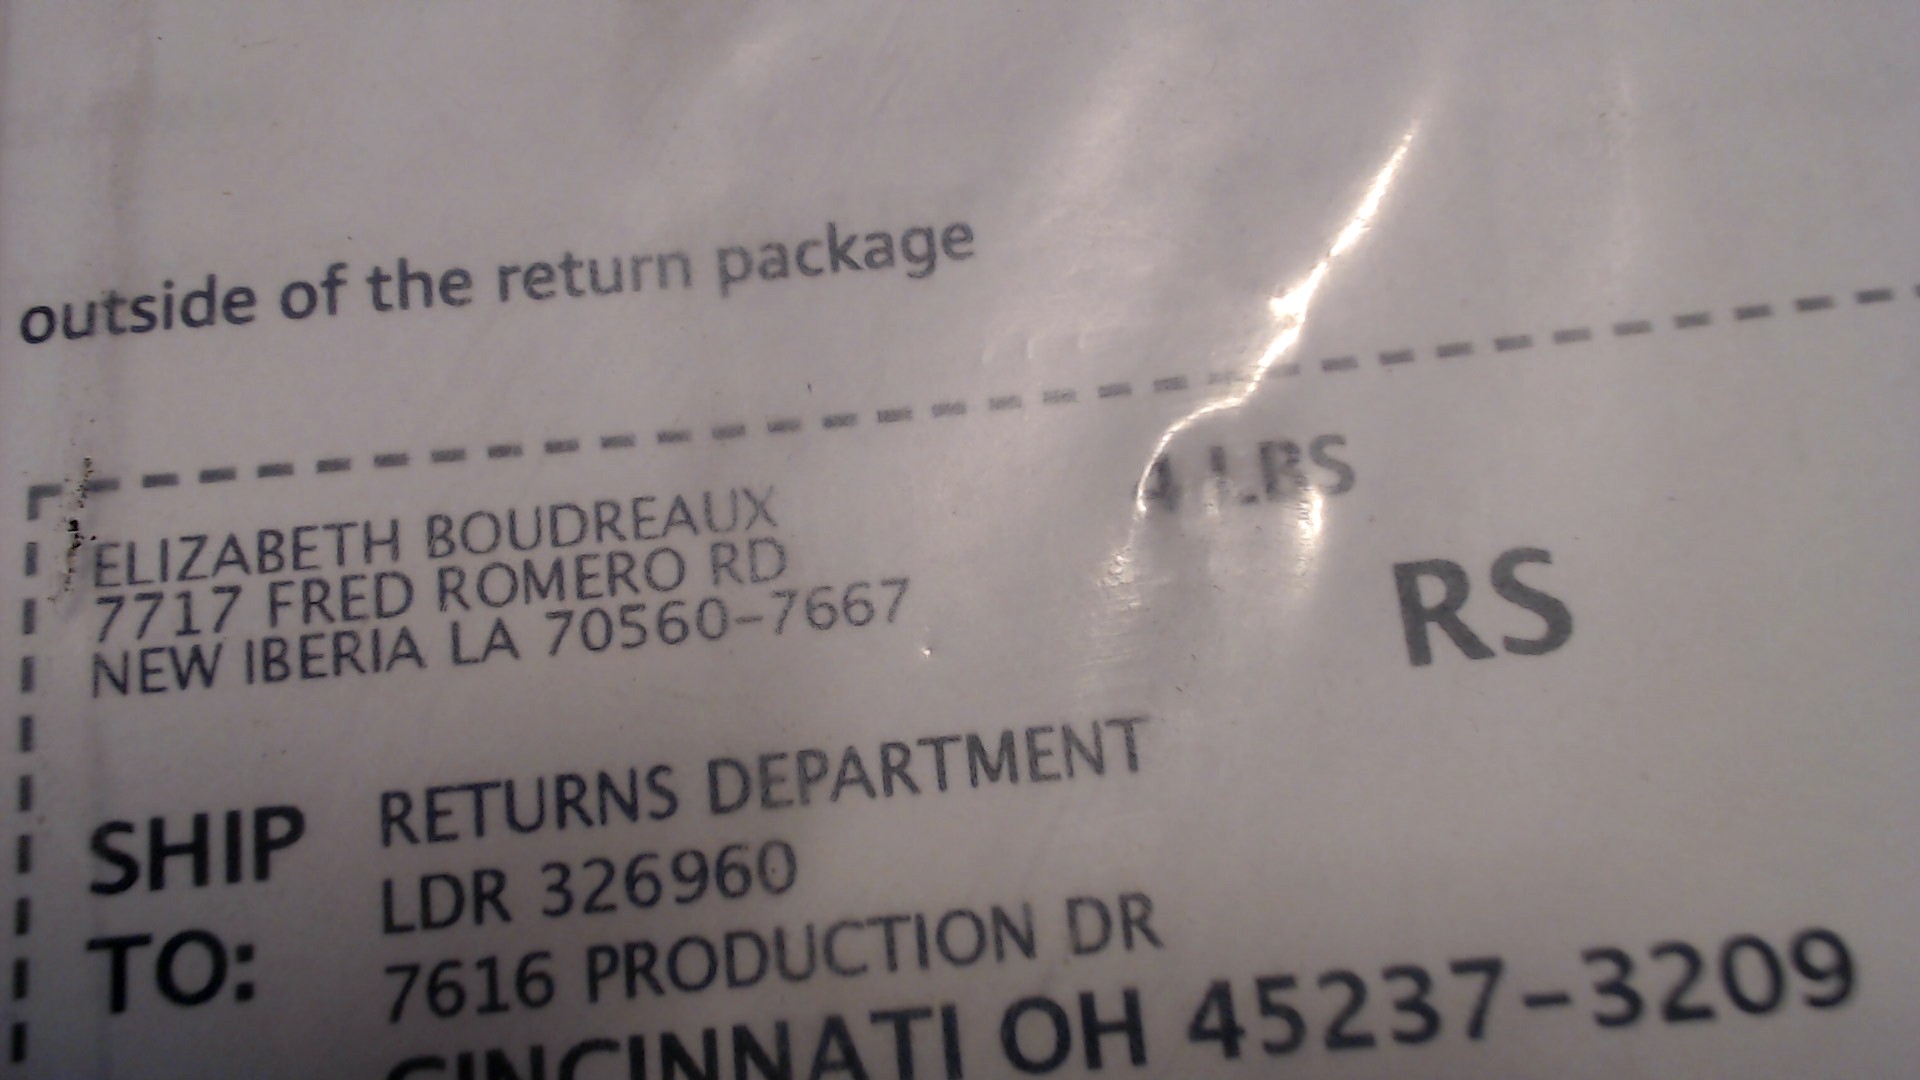 outside of the return package
4 LBS
ELIZABETH BOUDREAUX
7717 FRED ROMERO RD
NEW IBERIA LA 70560-7667
RS
SHIP
TO:
RETURNS DEPARTMENT
LDR 326960
7616 PRODUCTION DR
CINCINNATI OH 45237-3209